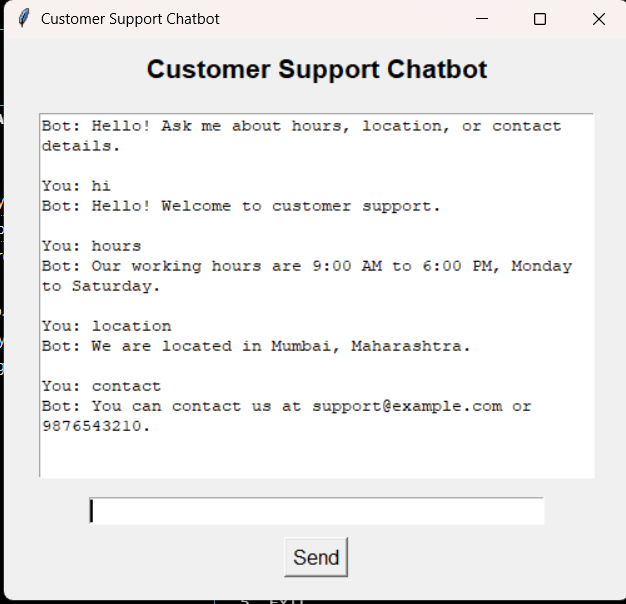 Customer Support Chatbot
Customer Support Chatbot
Bot: Hello! Ask me about hours, location, or contact
details.
You: hi
Bot: Hello! Welcome to customer support.
You: hours
Bot: Our working hours are 9:00 AM to 6:00 PM, Monday
to Saturday.
You: location
Bot: We are located in Mumbai, Maharashtra.
You: contact
Bot: You can contact us at support@example.com or
9876543210.
Send